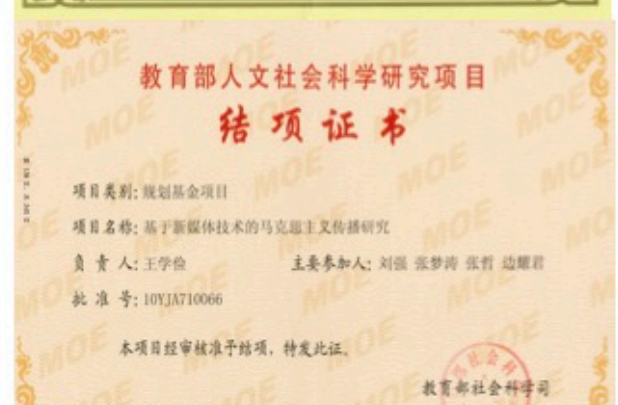 教育部人文社会科学研究项目
结项证书
项目类别: 规划基金项目
项目名称: 基于新媒体技术的马克思主义传播研究
负责人: 王学俭 主要参加人: 刘强 张梦涛 张哲 边耀君
批准号: 10YJA710066
本项目经审核准予结项，特发此证。
教育部社会科学司